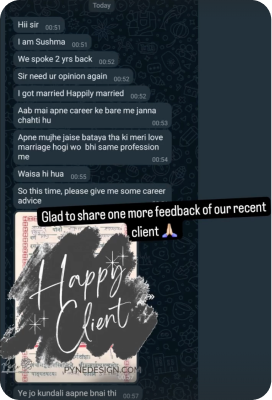 Today
Hii sir 00:51
I am Sushma 00:51
We spoke 2 yrs back 00:52
Sir need ur opinion again 00:52
I got married Happily married 00:52
Aab mai apne career ke bare me janna
chahti hu 00:53
Apne mujhe jaise bataya tha ki meri love
marriage hogi wo bhi same profession
me 00:54
Waisa hi hua 00:55
So this time, please give me some career
advice
Glad to share one more feedback of our recent
client 🙏🏻
Happy
Client
PYNEDESIGN.COM
Ye jo kundali aapne bnai thi 00:57